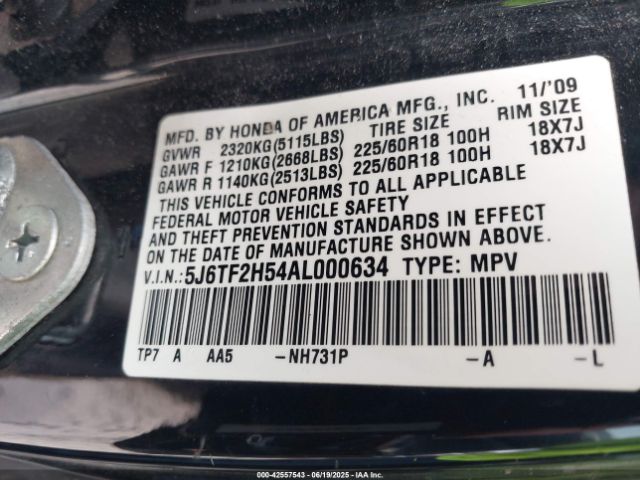 MFD. BY HONDA OF AMERICA MFG., INC. 11/'09
GVWR 2320KG(5115LBS) TIRE SIZE RIM SIZE
GAWR F 1210KG(2668LBS) 225/60R18 100H 18X7J
GAWR R 1140KG(2513LBS) 225/60R18 100H 18X7J
THIS VEHICLE CONFORMS TO ALL APPLICABLE
FEDERAL MOTOR VEHICLE SAFETY
AND THEFT PREVENTION STANDARDS IN EFFECT
ON THE DATE OF MANUFACTURE SHOWN ABOVE.
V.I.N.: 5J6TF2H54AL000634 TYPE: MPV
TP7 A AA5 -NH731P -A -L
000-42557543 - 06/19/2025 - IAAI.COM